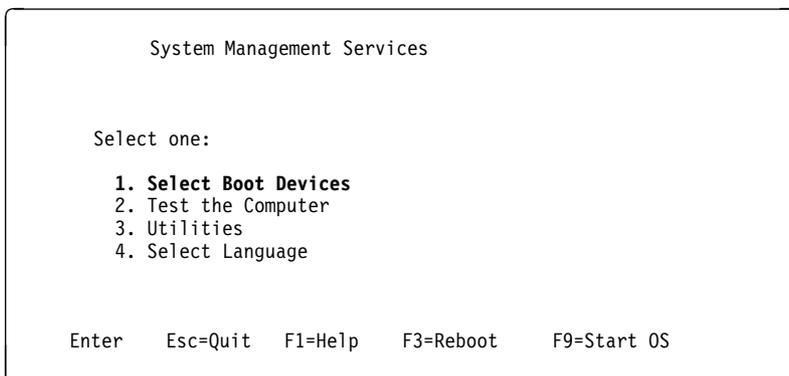 System Management Services
Select one:
1. Select Boot Devices
2. Test the Computer
3. Utilities
4. Select Language
Enter Esc=Quit F1=Help F3=Reboot F9=Start OS